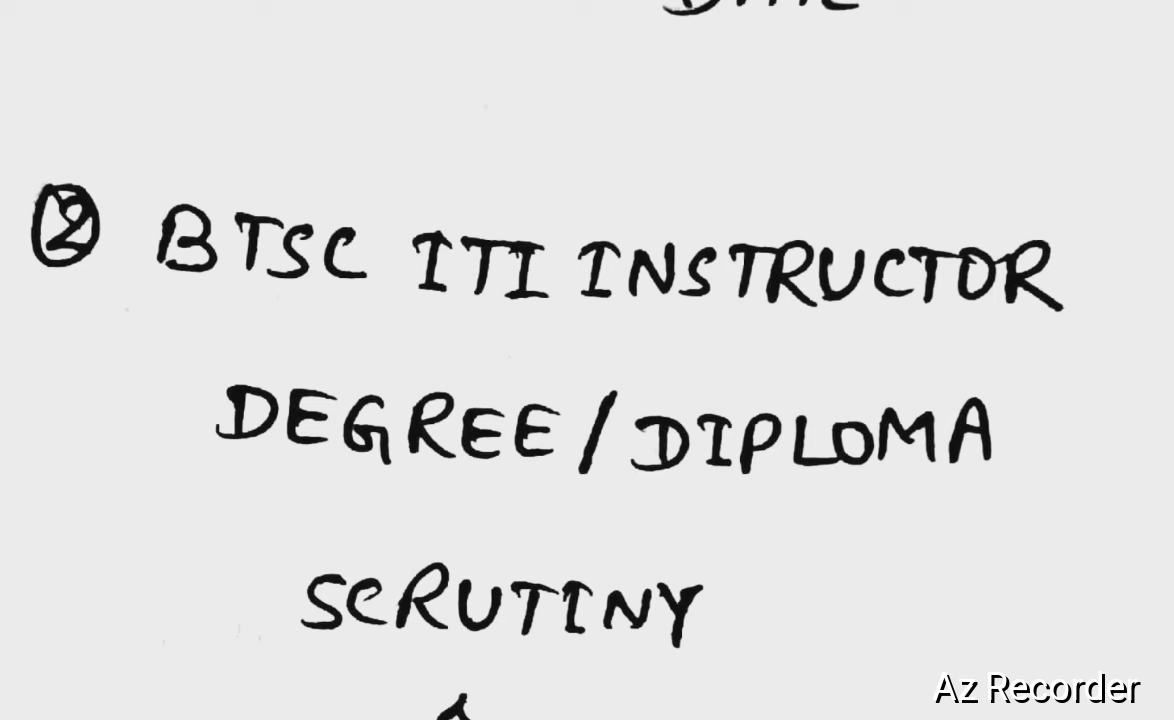 ② BTSC ITI INSTRUCTOR
DEGREE/DIPLOMA
SCRUTINY
Az Recorder